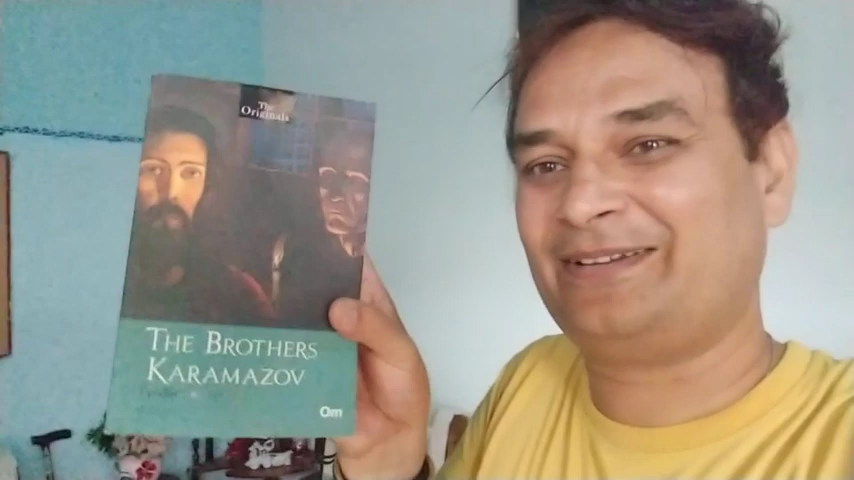 The
Originals
THE BROTHERS
KARAMAZOV
Om